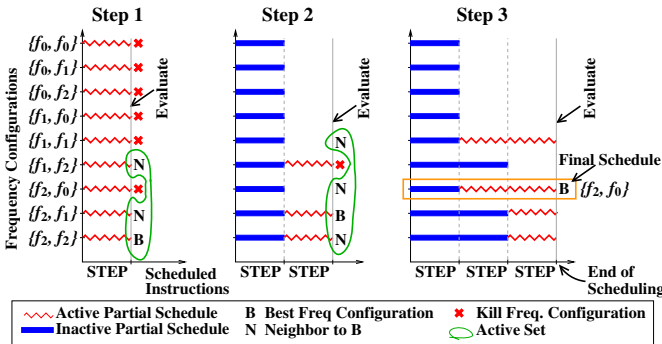 Step 1
Step 2
Step 3
Frequency Configurations
{f0, f0}
{f0, f1}
{f0, f2}
{f1, f0}
{f1, f1}
{f1, f2}
{f2, f0}
{f2, f1}
{f2, f2}
Evaluate
N
N
B
Evaluate
N
N
B
N
Evaluate
Final Schedule
B {f2, f0}
STEP
Scheduled
Instructions
STEP STEP
STEP STEP STEP
End of
Scheduling
Active Partial Schedule
B Best Freq Configuration
Kill Freq. Configuration
Inactive Partial Schedule
N Neighbor to B
Active Set